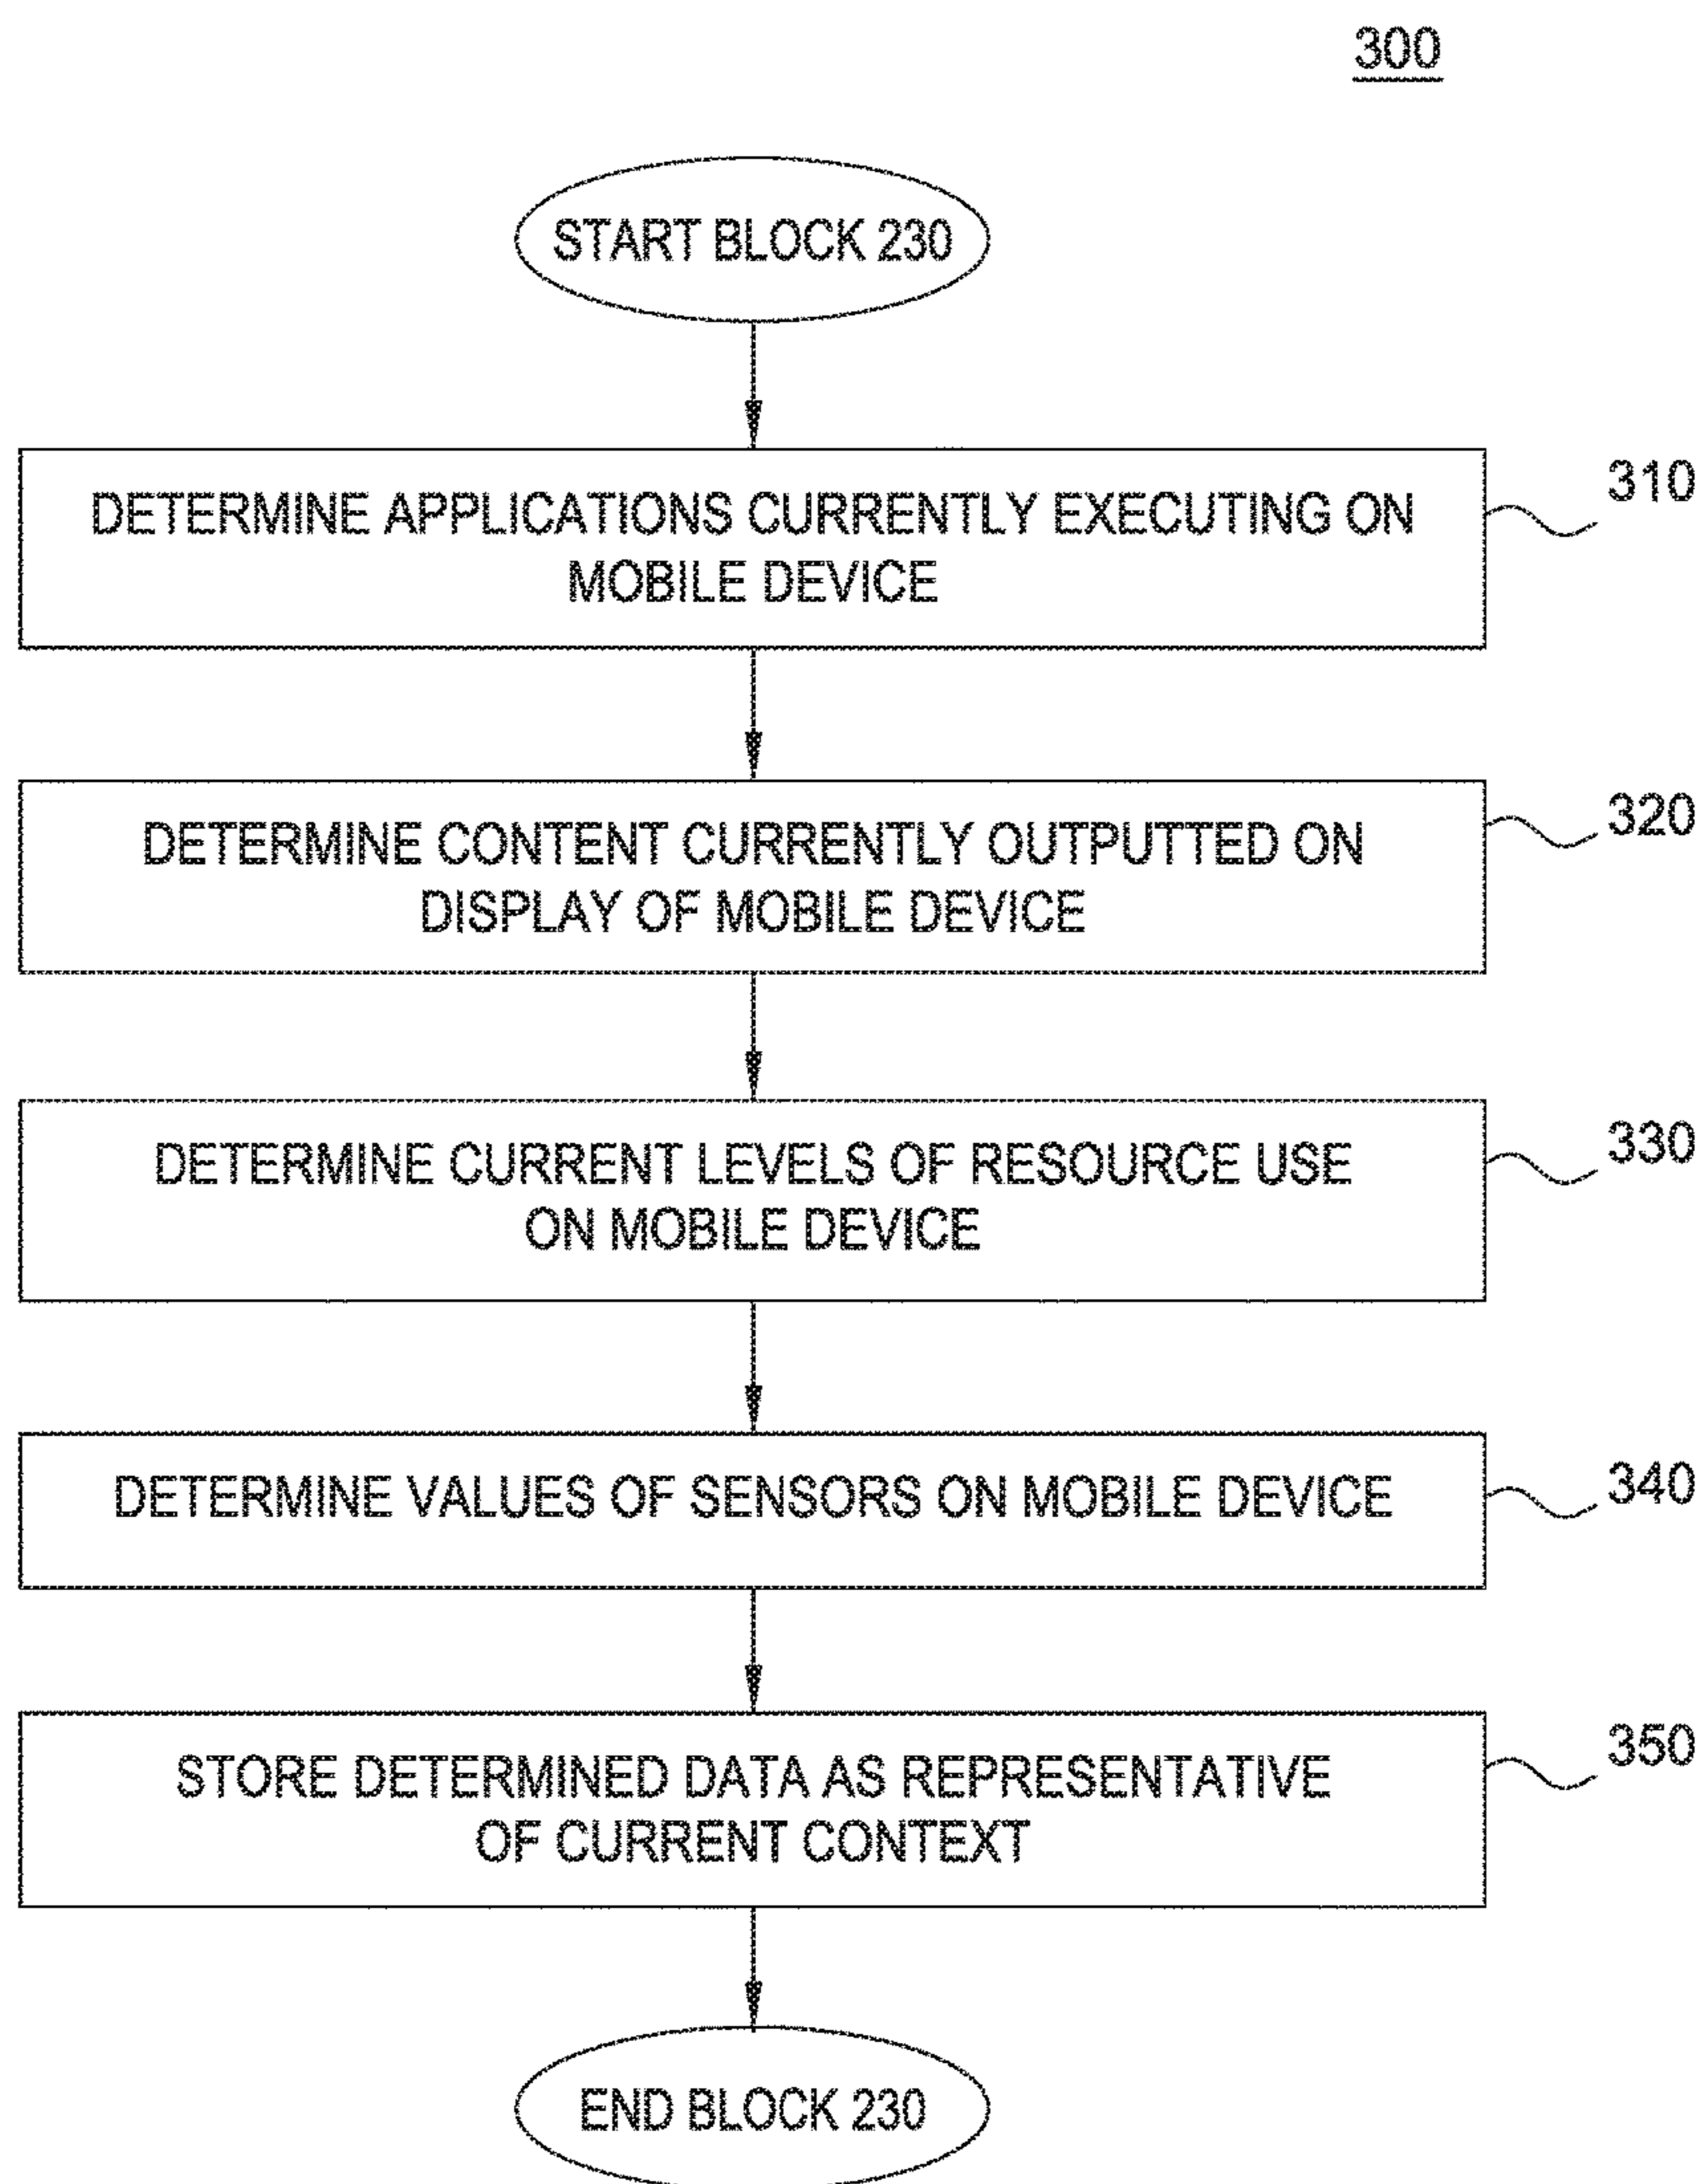 300
START BLOCK 230
DETERMINE APPLICATIONS CURRENTLY EXECUTING ON
MOBILE DEVICE
310
DETERMINE CONTENT CURRENTLY OUTPUTTED ON
DISPLAY OF MOBILE DEVICE
320
DETERMINE CURRENT LEVELS OF RESOURCE USE
ON MOBILE DEVICE
330
DETERMINE VALUES OF SENSORS ON MOBILE DEVICE
340
STORE DETERMINED DATA AS REPRESENTATIVE
OF CURRENT CONTEXT
350
END BLOCK 230